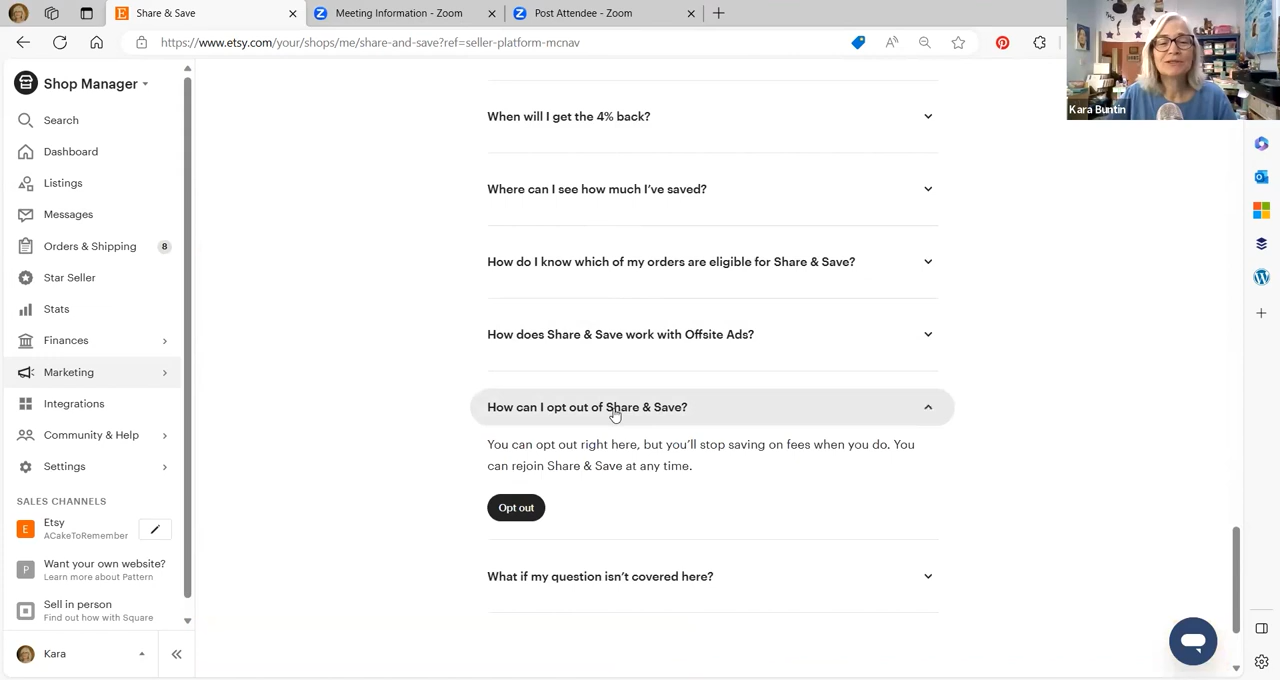 Share & Save
Meeting Information - Zoom
Post Attendee - Zoom
https://www.etsy.com/your/shops/me/share-and-save?ref=seller-platform-mcnav
Kara Buntin
Shop Manager
Search
Dashboard
Listings
Messages
Orders & Shipping 8
Star Seller
Stats
Finances
Marketing
Integrations
Community & Help
Settings
SALES CHANNELS
Etsy
ACakeToRemember
Want your own website?
Learn more about Pattern
Sell in person
Find out how with Square
Kara
When will I get the 4% back?
Where can I see how much I've saved?
How do I know which of my orders are eligible for Share & Save?
How does Share & Save work with Offsite Ads?
How can I opt out of Share & Save?
You can opt out right here, but you'll stop saving on fees when you do. You
can rejoin Share & Save at any time.
Opt out
What if my question isn't covered here?